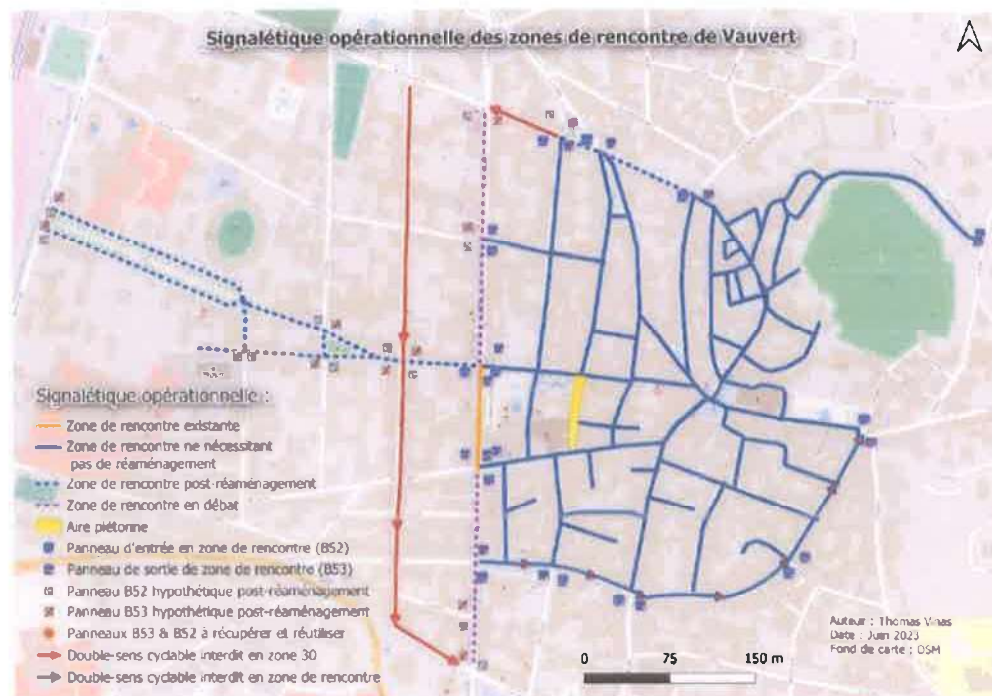 Signalétique opérationnelle des zones de rencontre de Vauvert
Signalétique opérationnelle :
Zone de rencontre existante
Zone de rencontre ne nécessitant
pas de réaménagement
Zone de rencontre post-réaménagement
Zone de rencontre en débat
Aire piétonne
Panneau d'entrée en zone de rencontre (B52)
Panneau de sortie de zone de rencontre (B53)
Panneau B52 hypothétique post-réaménagement
Panneau B53 hypothétique post-réaménagement
Panneaux B53 & B52 à récupérer et réutiliser
Double-sens cyclable interdit en zone 30
Double-sens cyclable interdit en zone de rencontre
0 75 150 m
Auteur : Thomas Vinas
Date : Juin 2023
Fond de carte : OSM